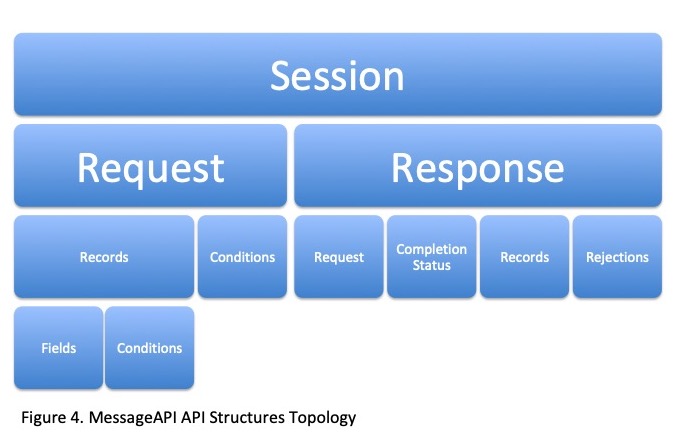 Session
Request
Response
Records
Conditions
Request
Completion
Status
Records
Rejections
Fields
Conditions
Figure 4. MessageAPI API Structures Topology